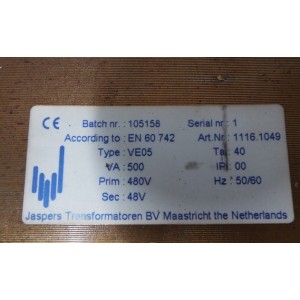 CE Batch nr. : 105158 Serial nr : 1
According to : EN 60 742 Art.Nr : 1116.1049
Type : VE05 Ta : 40
VA : 500 IP : 00
Prim : 480V Hz : 50/60
Sec : 48V
Jaspers Transformatoren BV Maastricht the Netherlands